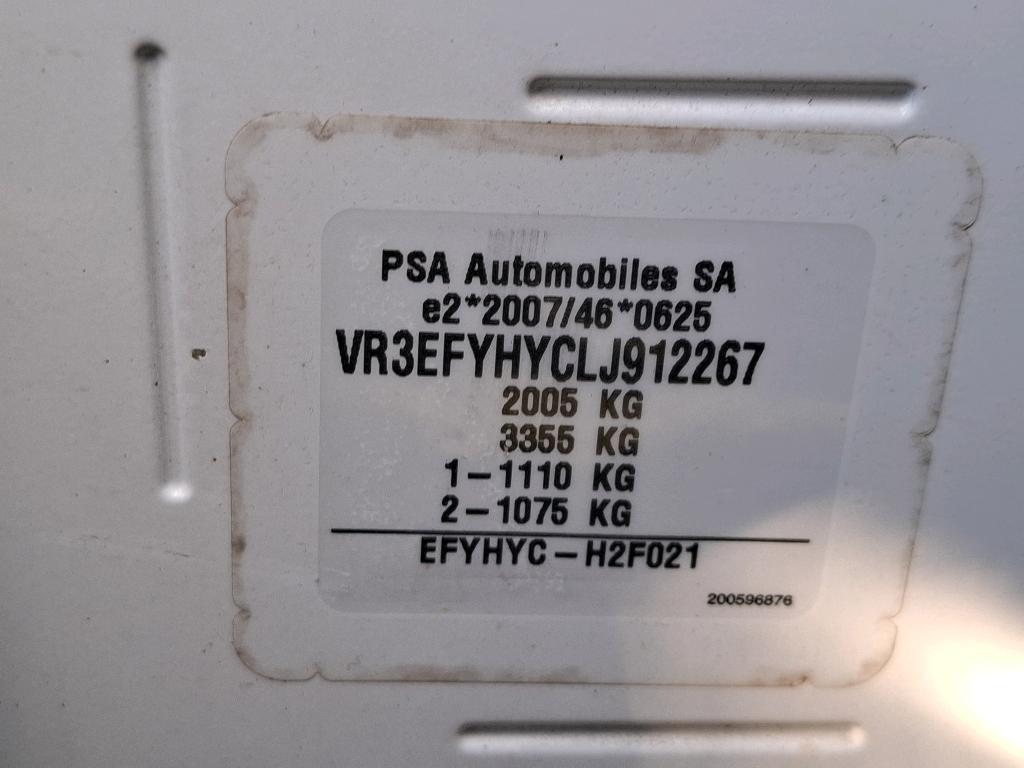 PSA Automobiles SA
e2*2007/46*0625
VR3EFYHYCLJ912267
2005 KG
3355 KG
1-1110 KG
2-1075 KG
EFYHYC-H2F021
200596876